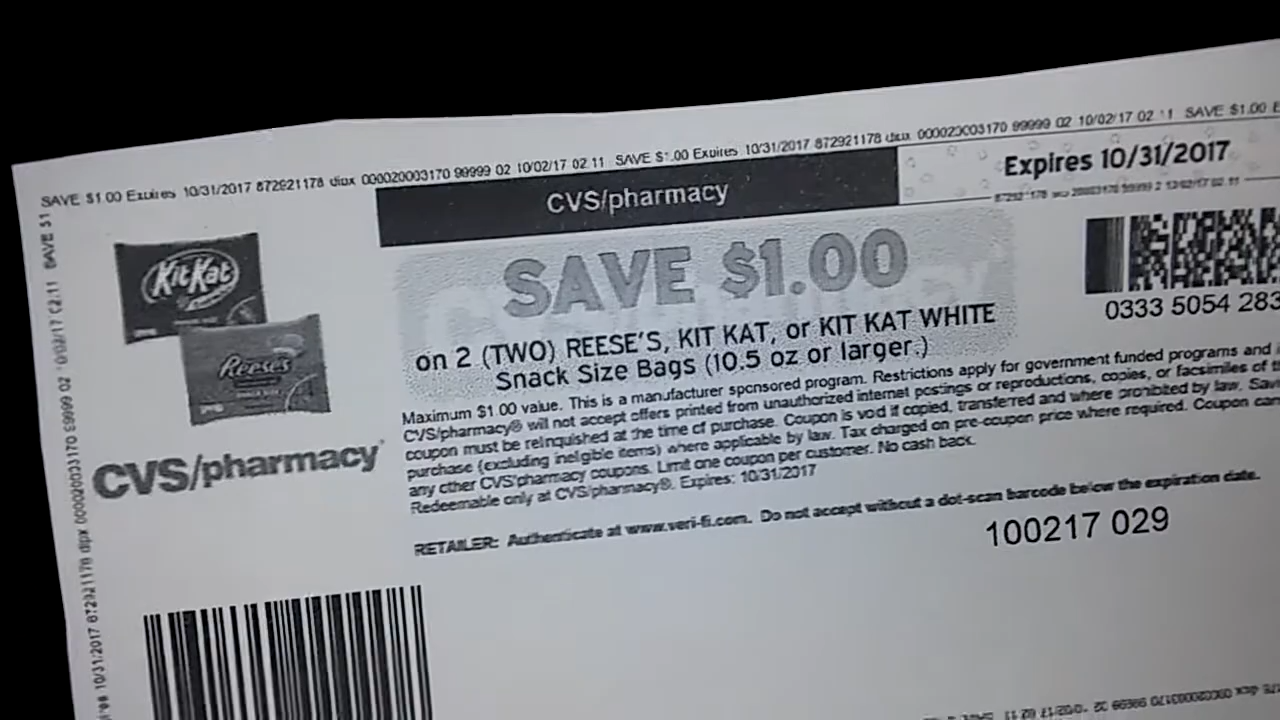 SAVE $1.00 Expires 10/31/2017 872921178 dpx 000020003170 99999 02 10/02/17 02 11 SAVE $1.00 Expires 10/31/2017 872921178 dpx 000020003170 99999 02 10/02/17 02 11 SAVE $1.00
CVS/pharmacy
Expires 10/31/2017
KitKat
Reese's
CVS/pharmacy
SAVE $1.00
on 2 (TWO) REESE'S, KIT KAT, or KIT KAT WHITE
Snack Size Bags (10.5 oz or larger.)
0333 5054 283
Maximum $1.00 value. This is a manufacturer sponsored program. Restrictions apply for government funded programs and
CVS/pharmacy® will not accept offers printed from unauthorized internet postings or reproductions, copies, or facsimiles of
coupon must be relinquished at the time of purchase. Coupon is void if copied, transferred and where prohibited by law.
purchase (excluding ineligible items) where applicable by law. Tax charged on pre-coupon price where required. Coupon
any other CVS/pharmacy coupons. Limit one coupon per customer. No cash back.
Redeemable only at CVS/pharmacy®. Expires: 10/31/2017
RETAILER: Authenticate at www.veri-fi.com. Do not accept without a dot-scan barcode below the expiration date.
100217 029